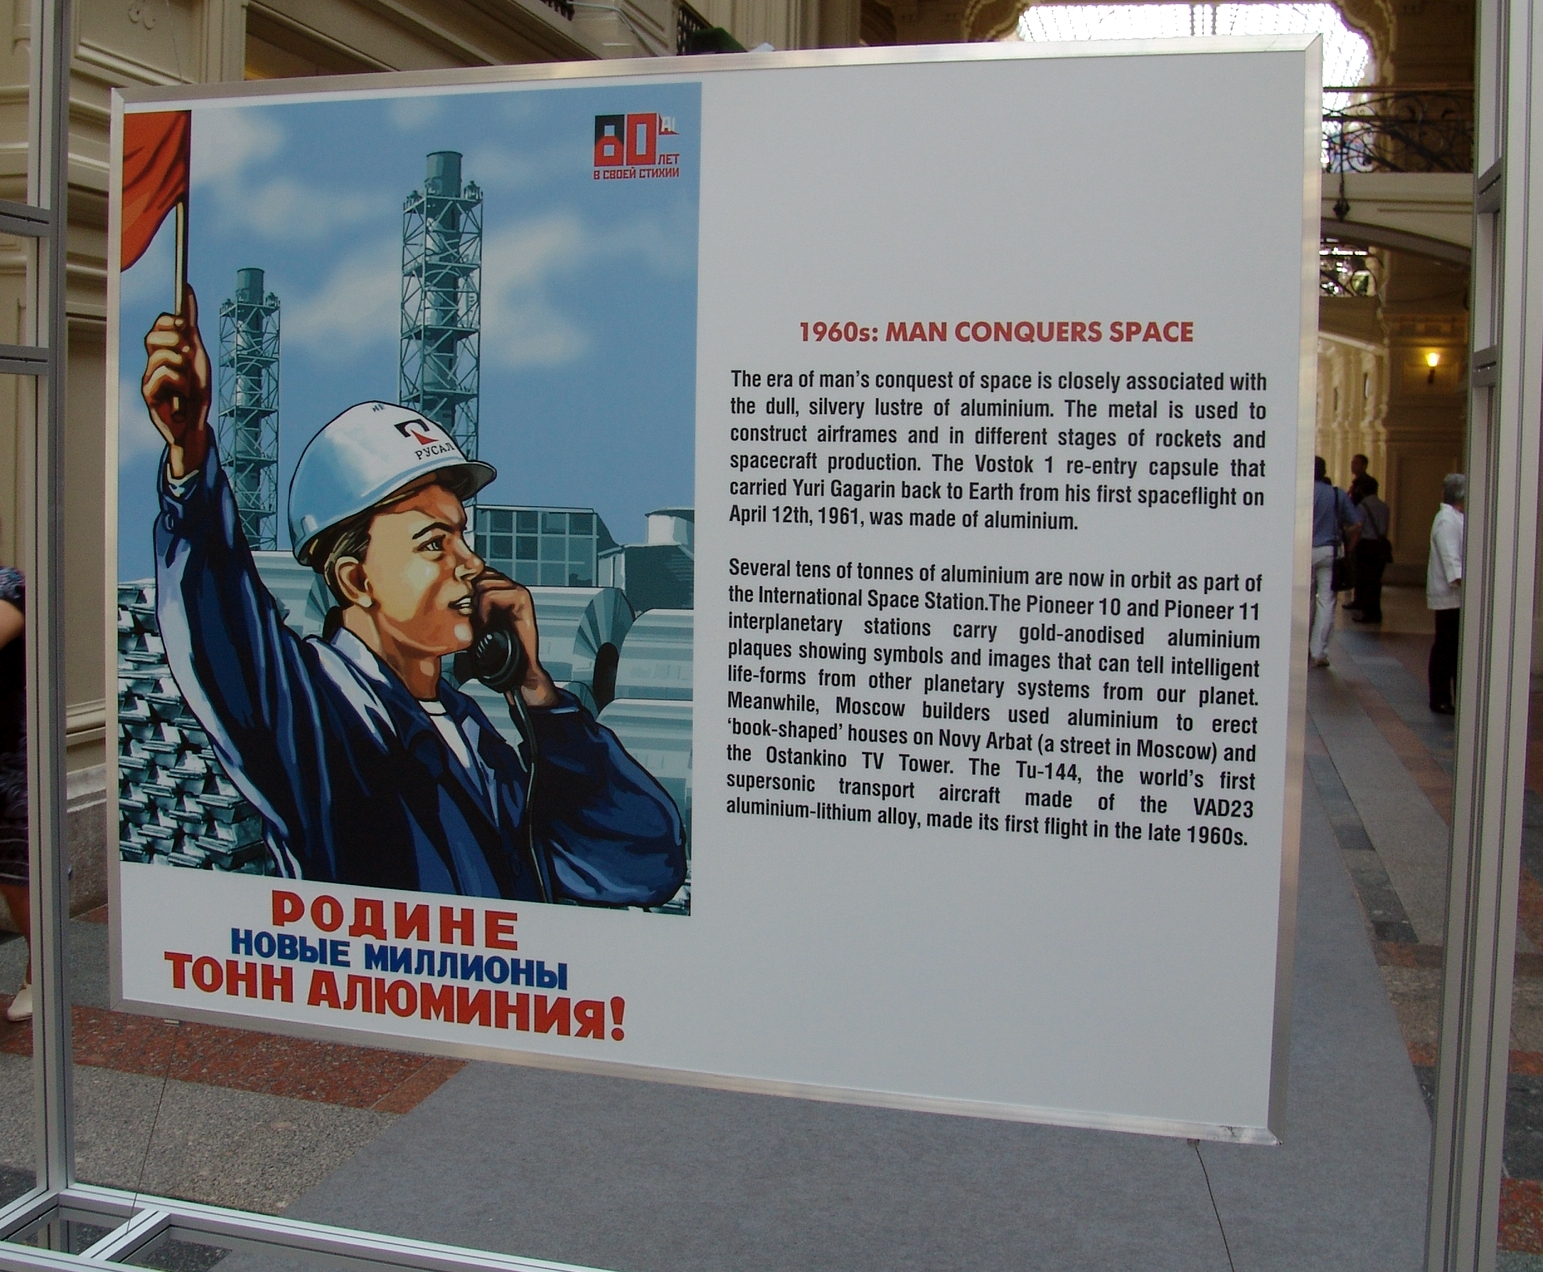 80 Al
ЛЕТ
В СВОЕЙ СТИХИИ
РУСАЛ
РОДИНЕ
НОВЫЕ МИЛЛИОНЫ
ТОНН АЛЮМИНИЯ!
1960s: MAN CONQUERS SPACE
The era of man's conquest of space is closely associated with
the dull, silvery lustre of aluminium. The metal is used to
construct airframes and in different stages of rockets and
spacecraft production. The Vostok 1 re-entry capsule that
carried Yuri Gagarin back to Earth from his first spaceflight on
April 12th, 1961, was made of aluminium.
Several tens of tonnes of aluminium are now in orbit as part of
the International Space Station.The Pioneer 10 and Pioneer 11
interplanetary stations carry gold-anodised aluminium
plaques showing symbols and images that can tell intelligent
life-forms from other planetary systems from our planet.
Meanwhile, Moscow builders used aluminium to erect
'book-shaped' houses on Novy Arbat (a street in Moscow) and
the Ostankino TV Tower. The Tu-144, the world's first
supersonic transport aircraft made of the VAD23
aluminium-lithium alloy, made its first flight in the late 1960s.